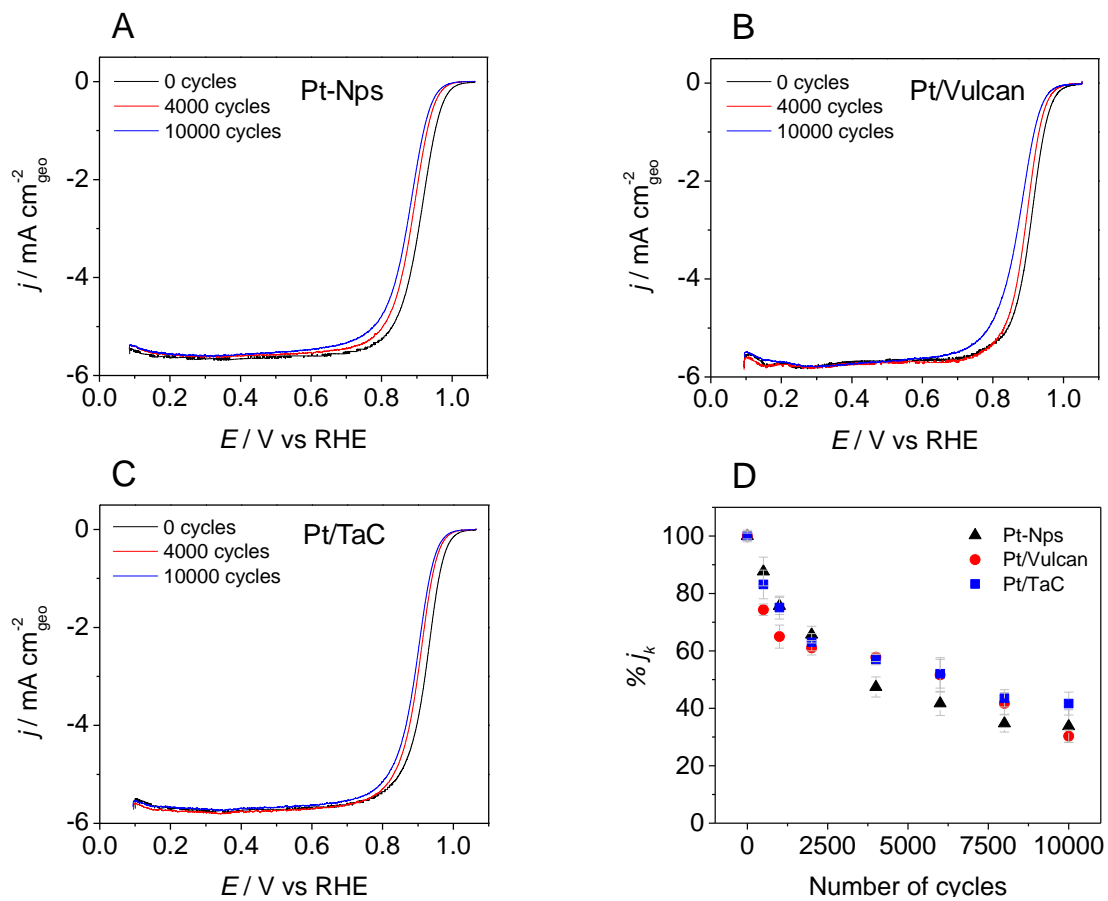 A
0 cycles
4000 cycles
10000 cycles
Pt-Nps
0
-2
-4
-6
j / mA cm-2geo
0.0 0.2 0.4 0.6 0.8 1.0
E / V vs RHE
B
0 cycles
4000 cycles
10000 cycles
Pt/Vulcan
0
-2
-4
-6
j / mA cm-2geo
0.0 0.2 0.4 0.6 0.8 1.0
E / V vs RHE
C
0 cycles
4000 cycles
10000 cycles
Pt/TaC
0
-2
-4
-6
j / mA cm-2geo
0.0 0.2 0.4 0.6 0.8 1.0
E / V vs RHE
D
Pt-Nps
Pt/Vulcan
Pt/TaC
100
80
60
40
20
0
% jk
0 2500 5000 7500 10000
Number of cycles